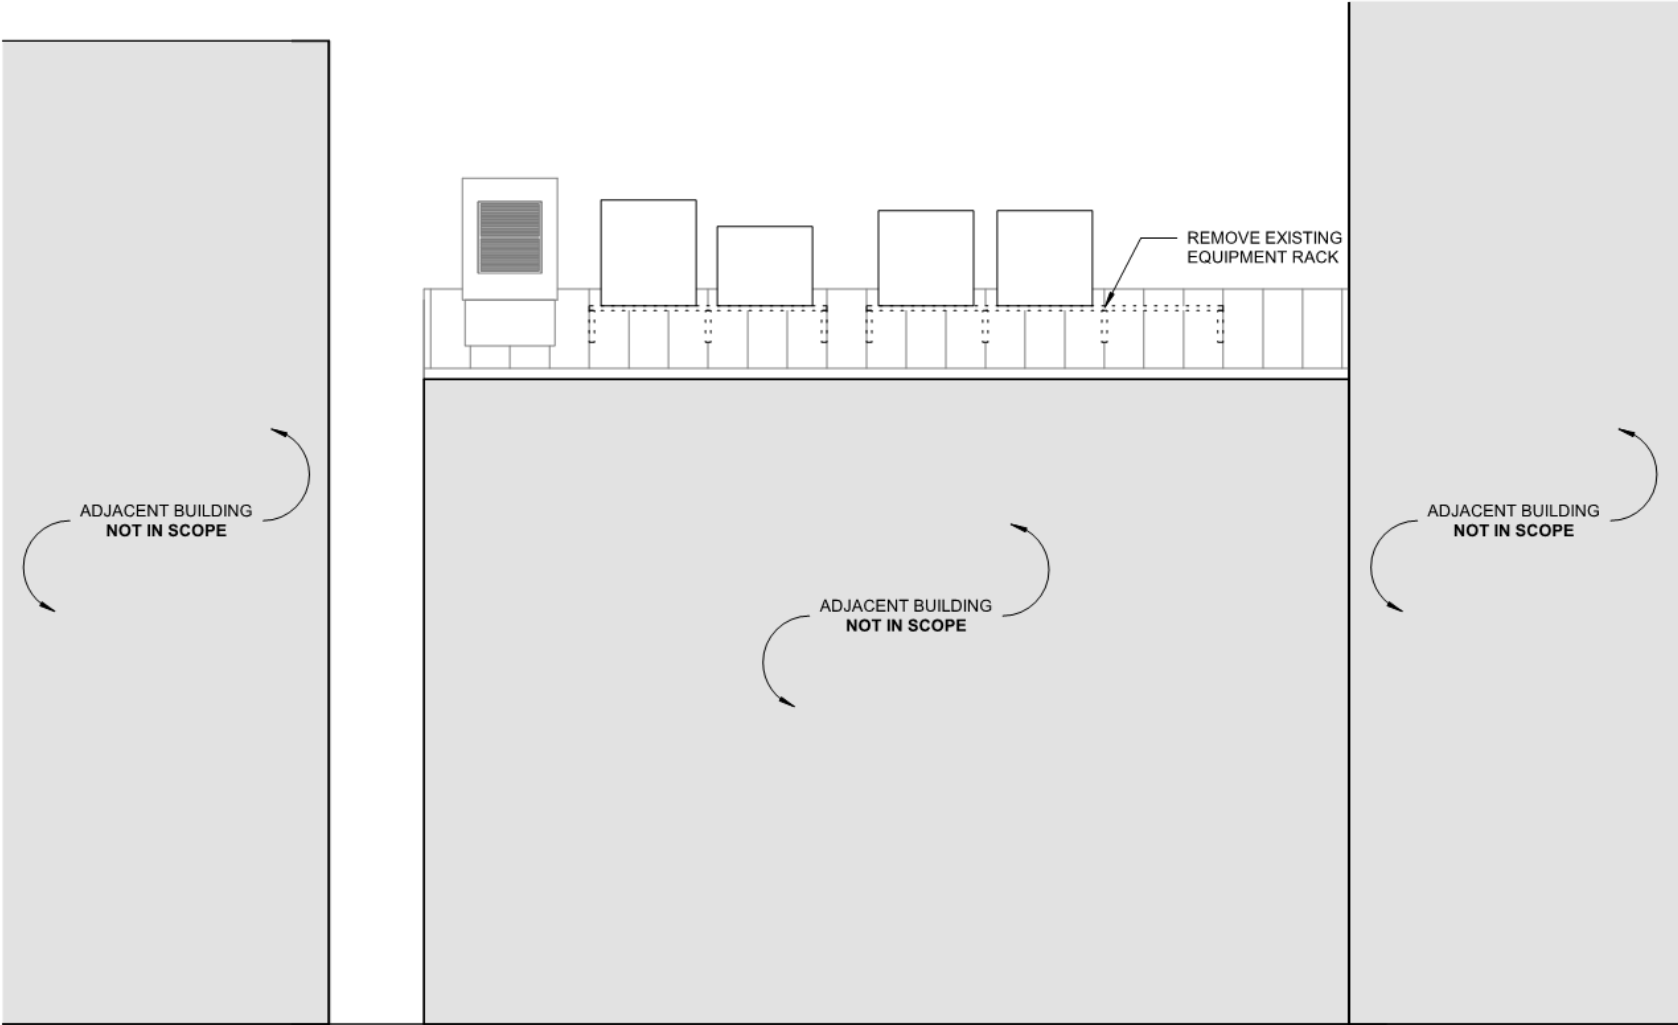 REMOVE EXISTING
EQUIPMENT RACK
ADJACENT BUILDING
NOT IN SCOPE
ADJACENT BUILDING
NOT IN SCOPE
ADJACENT BUILDING
NOT IN SCOPE